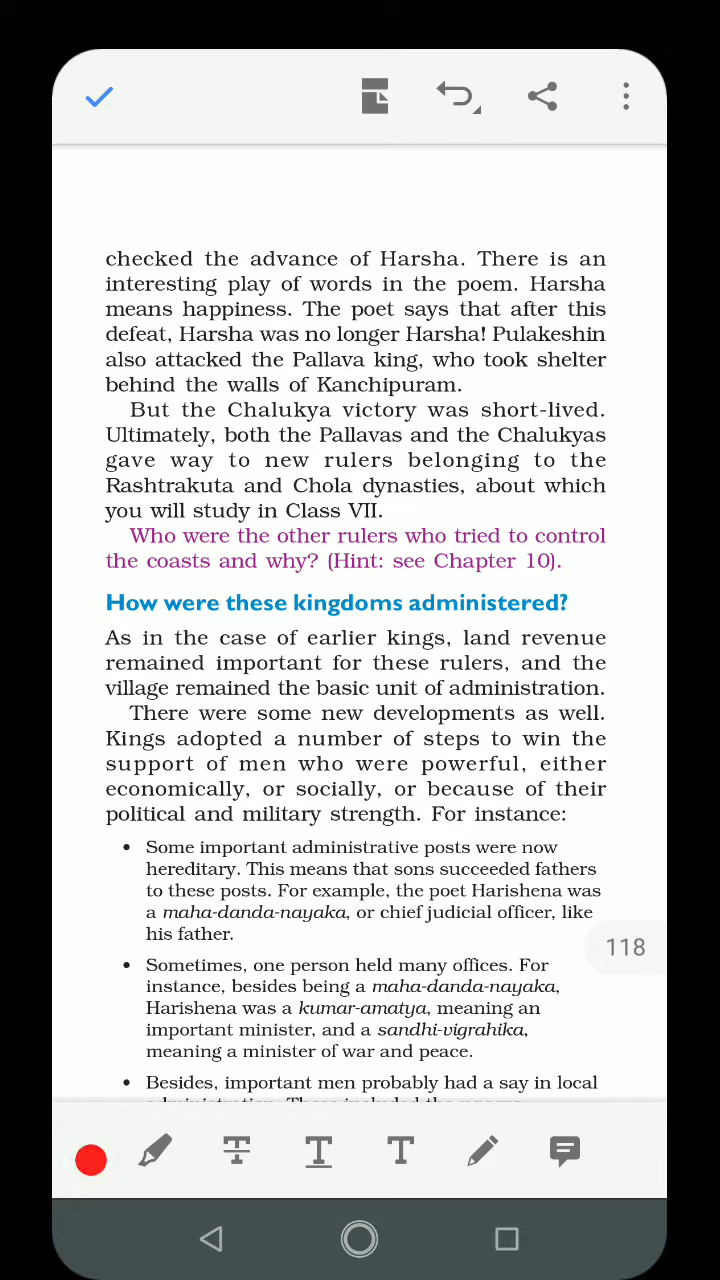 checked the advance of Harsha. There is an
interesting play of words in the poem. Harsha
means happiness. The poet says that after this
defeat, Harsha was no longer Harsha! Pulakeshin
also attacked the Pallava king, who took shelter
behind the walls of Kanchipuram.
But the Chalukya victory was short-lived.
Ultimately, both the Pallavas and the Chalukyas
gave way to new rulers belonging to the
Rashtrakuta and Chola dynasties, about which
you will study in Class VII.
Who were the other rulers who tried to control
the coasts and why? (Hint: see Chapter 10).
How were these kingdoms administered?
As in the case of earlier kings, land revenue
remained important for these rulers, and the
village remained the basic unit of administration.
There were some new developments as well.
Kings adopted a number of steps to win the
support of men who were powerful, either
economically, or socially, or because of their
political and military strength. For instance:
• Some important administrative posts were now
hereditary. This means that sons succeeded fathers
to these posts. For example, the poet Harishena was
a maha-danda-nayaka, or chief judicial officer, like
his father.
118
• Sometimes, one person held many offices. For
instance, besides being a maha-danda-nayaka,
Harishena was a kumar-amatya, meaning an
important minister, and a sandhi-vigrahika,
meaning a minister of war and peace.
• Besides, important men probably had a say in local